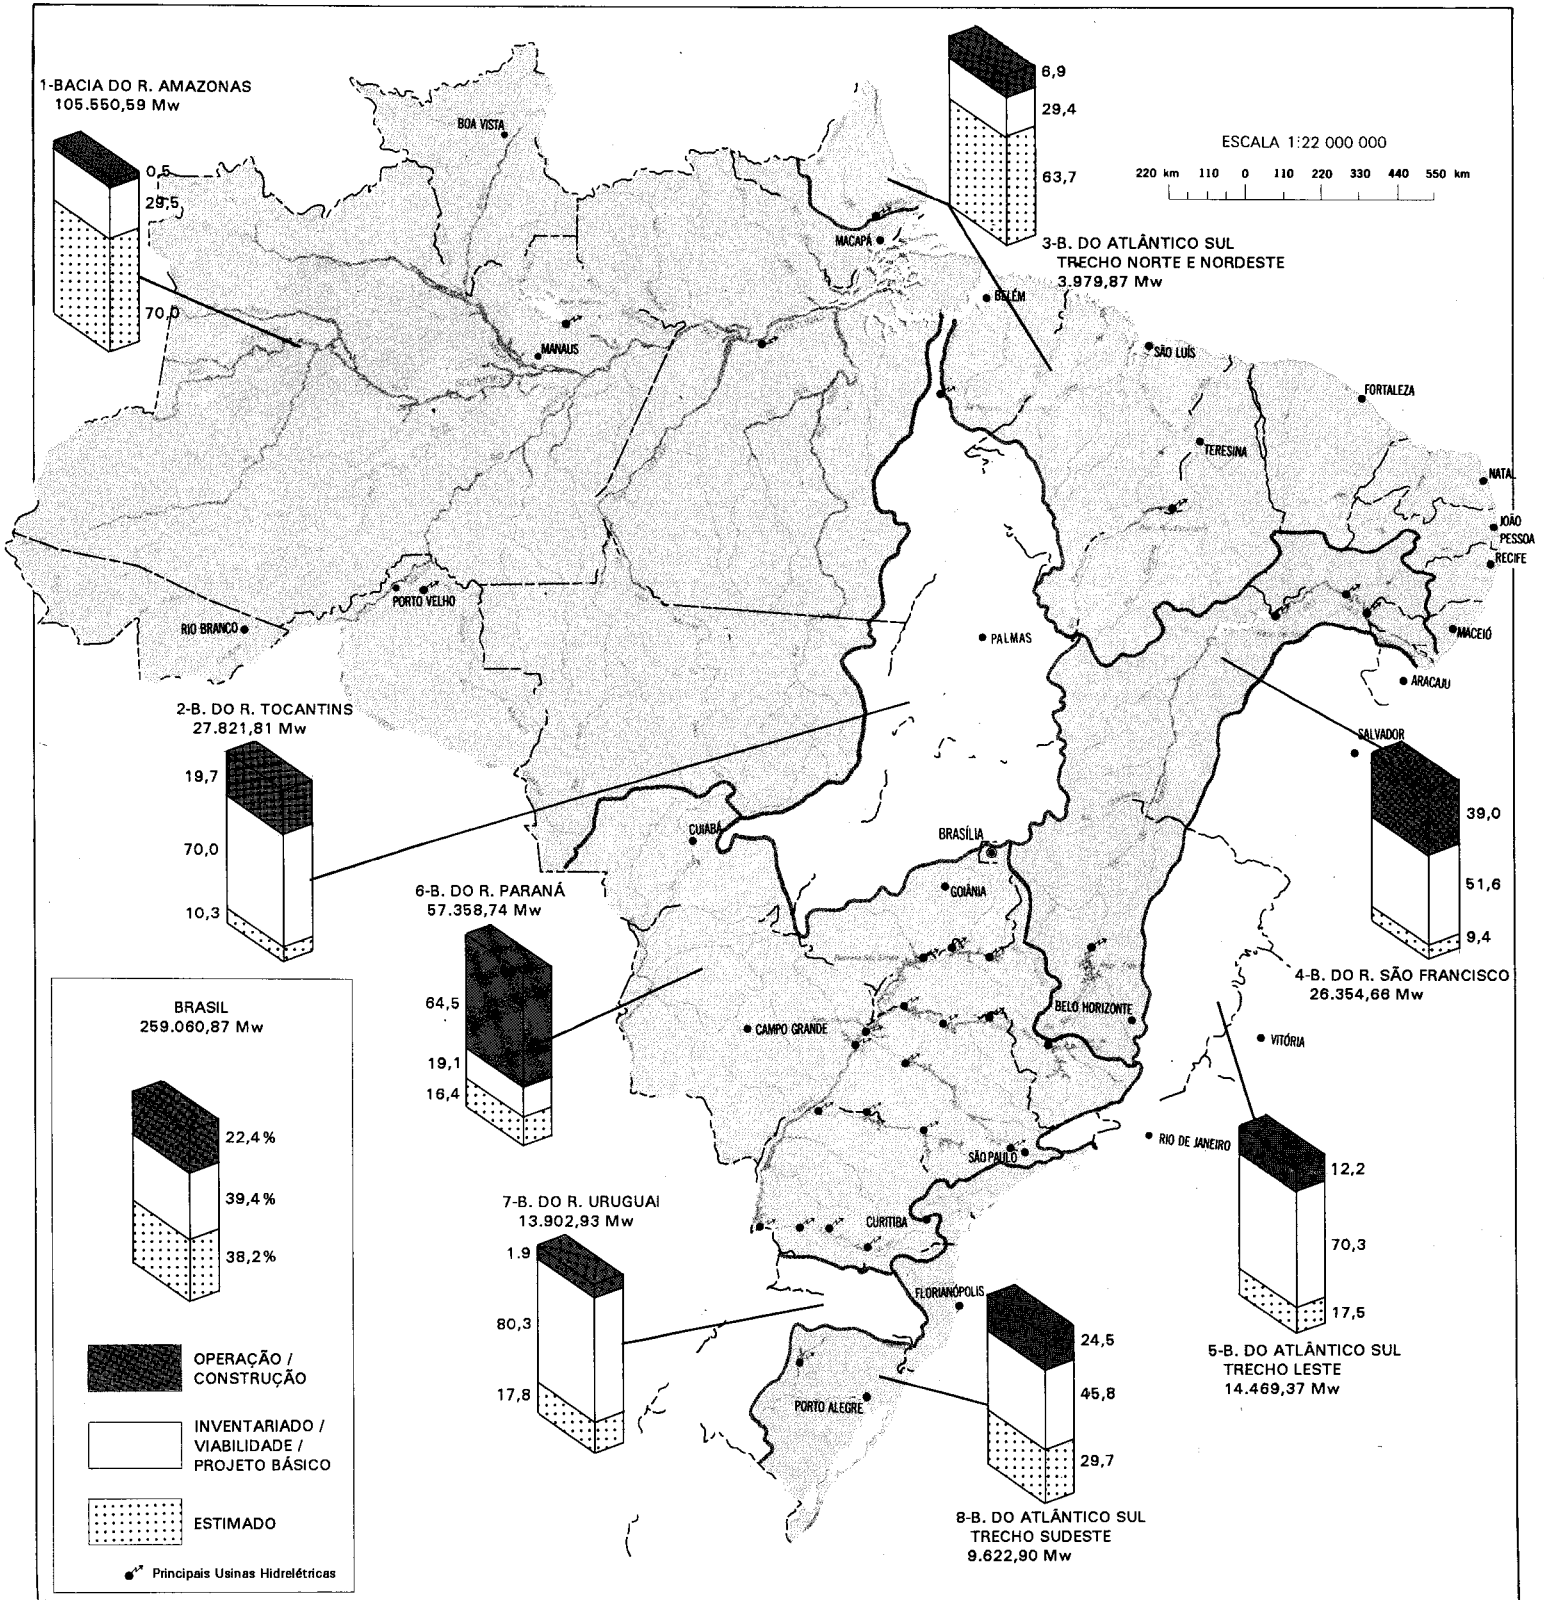 1-BACIA DO R. AMAZONAS
105.550,59 Mw
0,5
29,5
70,0
BOA VISTA
6,9
29,4
63,7
ESCALA 1:22 000 000
220 km 110 0 110 220 330 440 550 km
3-B. DO ATLÂNTICO SUL
TRECHO NORTE E NORDESTE
3.979,87 Mw
MACAPÁ
BELÉM
MANAUS
SÃO LUÍS
FORTALEZA
TERESINA
NATAL
JOÃO
PESSOA
RECIFE
PORTO VELHO
RIO BRANCO
PALMAS
MACEIÓ
ARACAJU
2-B. DO R. TOCANTINS
27.821,81 Mw
19,7
70,0
10,3
SALVADOR
39,0
51,6
9,4
4-B. DO R. SÃO FRANCISCO
26.354,66 Mw
CUIABÁ
BRASÍLIA
GOIÂNIA
6-B. DO R. PARANÁ
57.358,74 Mw
64,5
19,1
16,4
CAMPO GRANDE
BELO HORIZONTE
VITÓRIA
RIO DE JANEIRO
SÃO PAULO
12,2
70,3
17,5
5-B. DO ATLÂNTICO SUL
TRECHO LESTE
14.469,37 Mw
7-B. DO R. URUGUAI
13.902,93 Mw
1.9
80,3
17,8
CURITIBA
FLORIANÓPOLIS
PORTO ALEGRE
24,5
45,8
29,7
8-B. DO ATLÂNTICO SUL
TRECHO SUDESTE
9.622,90 Mw
BRASIL
259.060,87 Mw
22,4%
39,4%
38,2%
OPERAÇÃO /
CONSTRUÇÃO
INVENTARIADO /
VIABILIDADE /
PROJETO BÁSICO
ESTIMADO
Principais Usinas Hidrelétricas